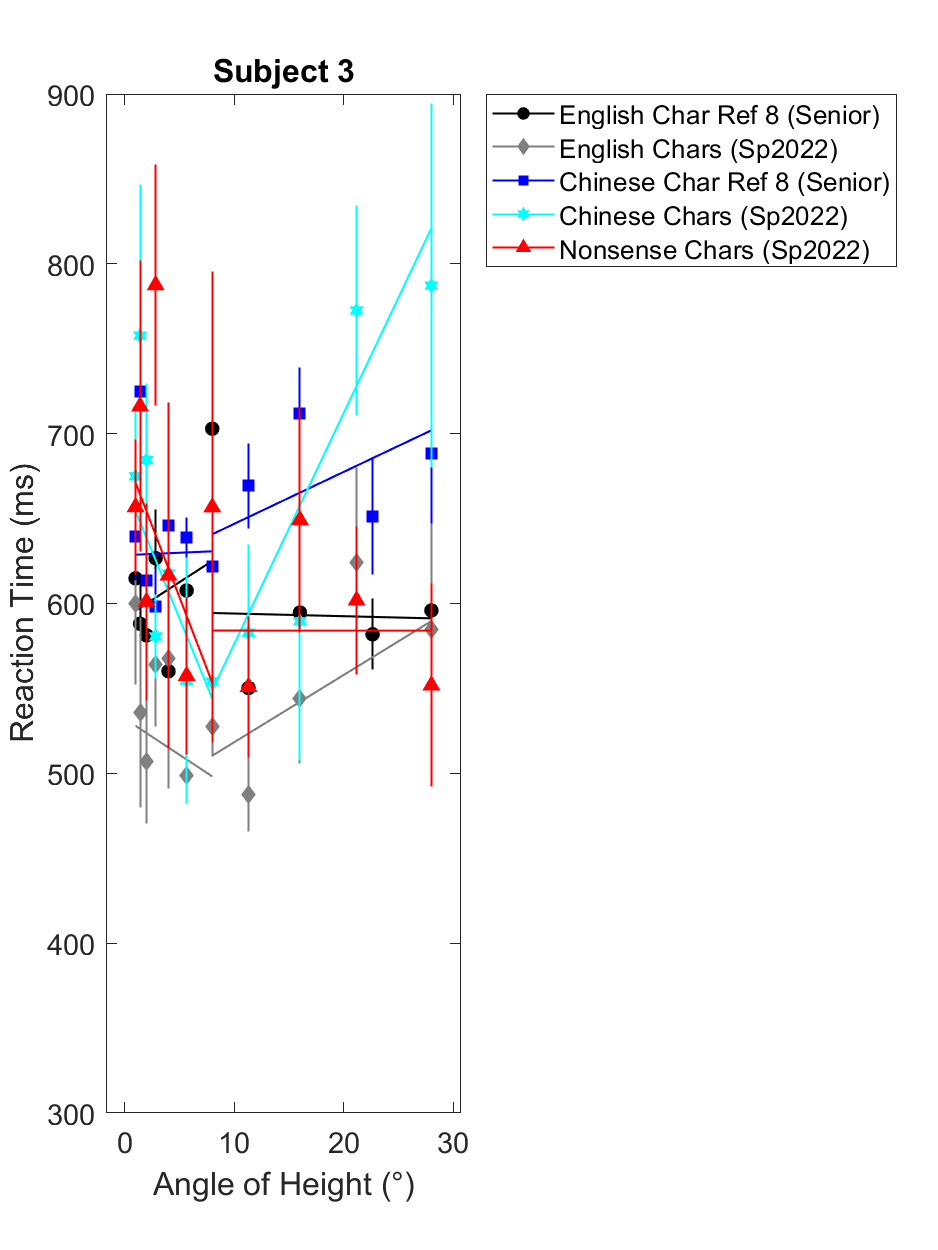 Subject 3
900
800
700
600
500
400
300
0 10 20 30
Reaction Time (ms)
Angle of Height (°)
English Char Ref 8 (Senior)
English Chars (Sp2022)
Chinese Char Ref 8 (Senior)
Chinese Chars (Sp2022)
Nonsense Chars (Sp2022)